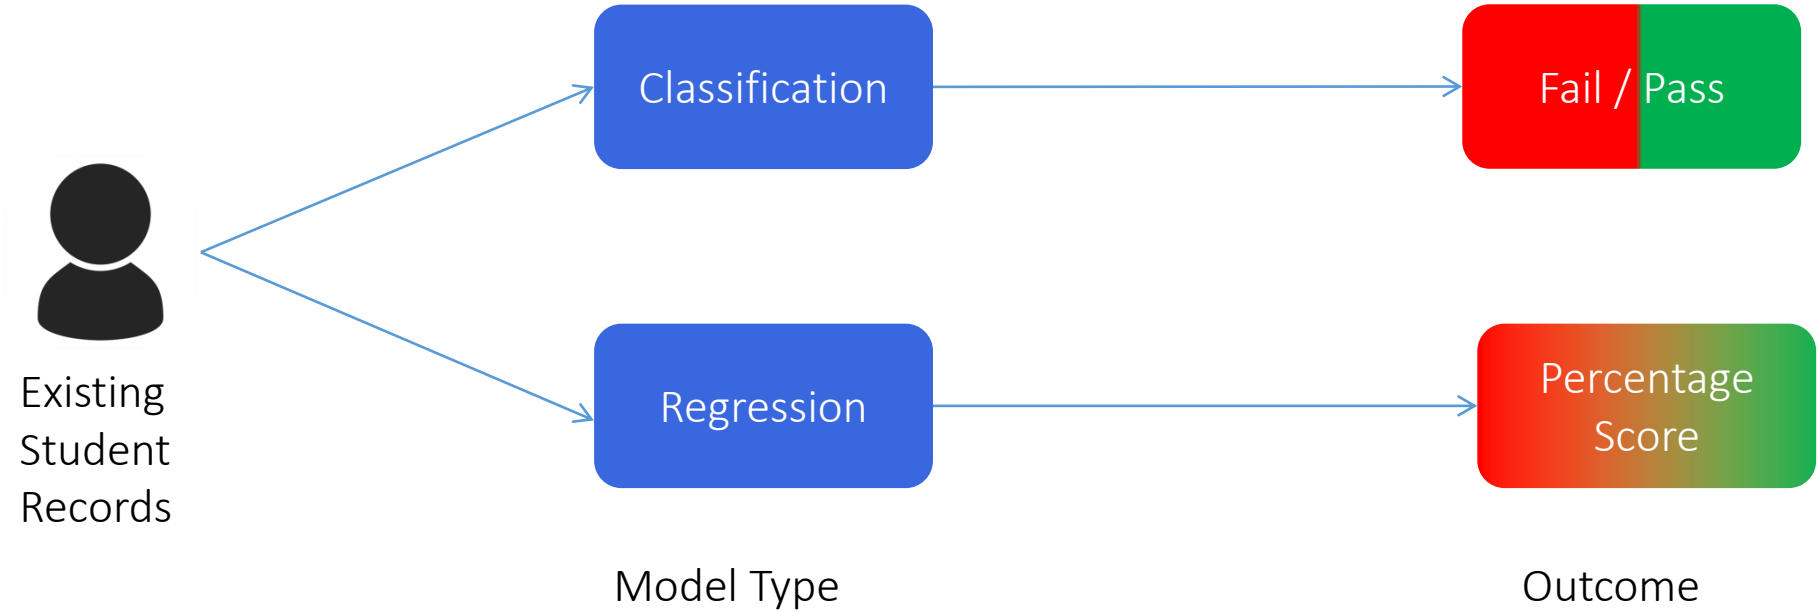 Classification
Fail / Pass
Existing
Student
Records
Regression
Percentage
Score
Model Type
Outcome